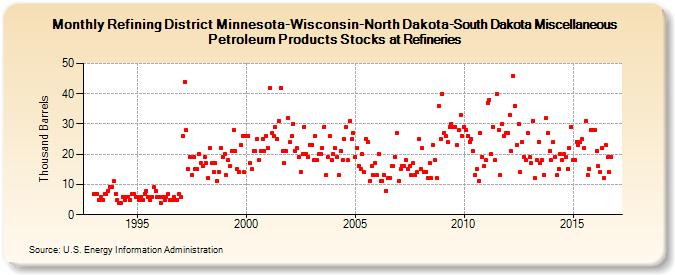 Monthly Refining District Minnesota-Wisconsin-North Dakota-South Dakota Miscellaneous
Petroleum Products Stocks at Refineries
Thousand Barrels
50
40
30
20
10
0
1995
2000
2005
2010
2015
Source: U.S. Energy Information Administration